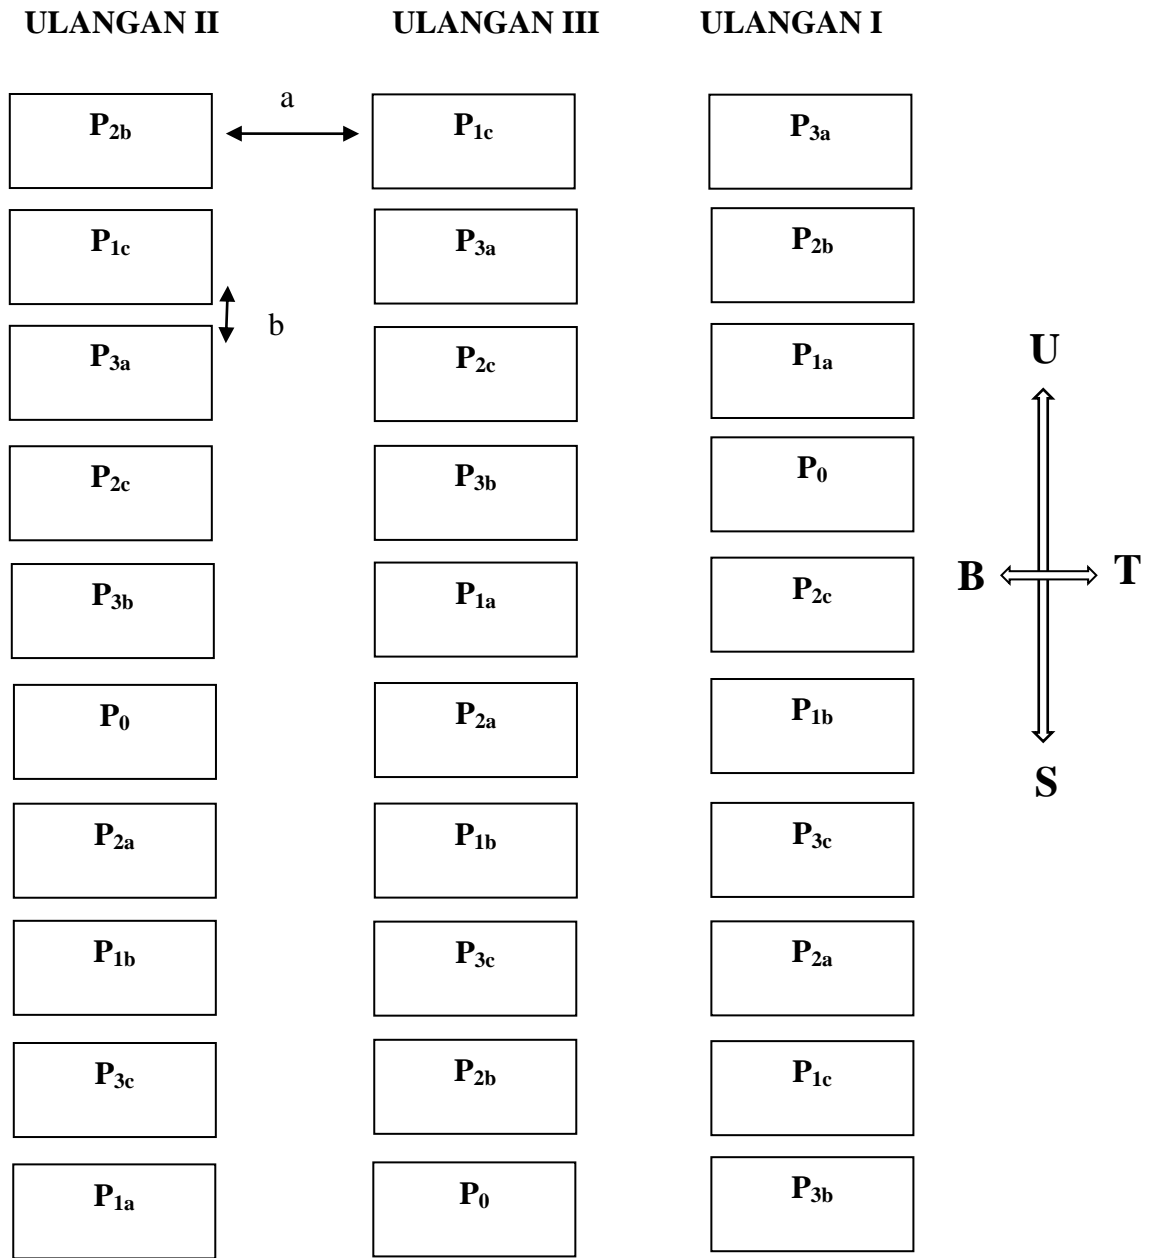 ULANGAN II ULANGAN III ULANGAN I
a
P2b P1c P3a
P1c P3a P2b
b
P3a P2c P1a
U
P2c P3b P0
P3b P1a P2c
B T
P0 P2a P1b
S
P2a P1b P3c
P1b P3c P2a
P3c P2b P1c
P1a P0 P3b